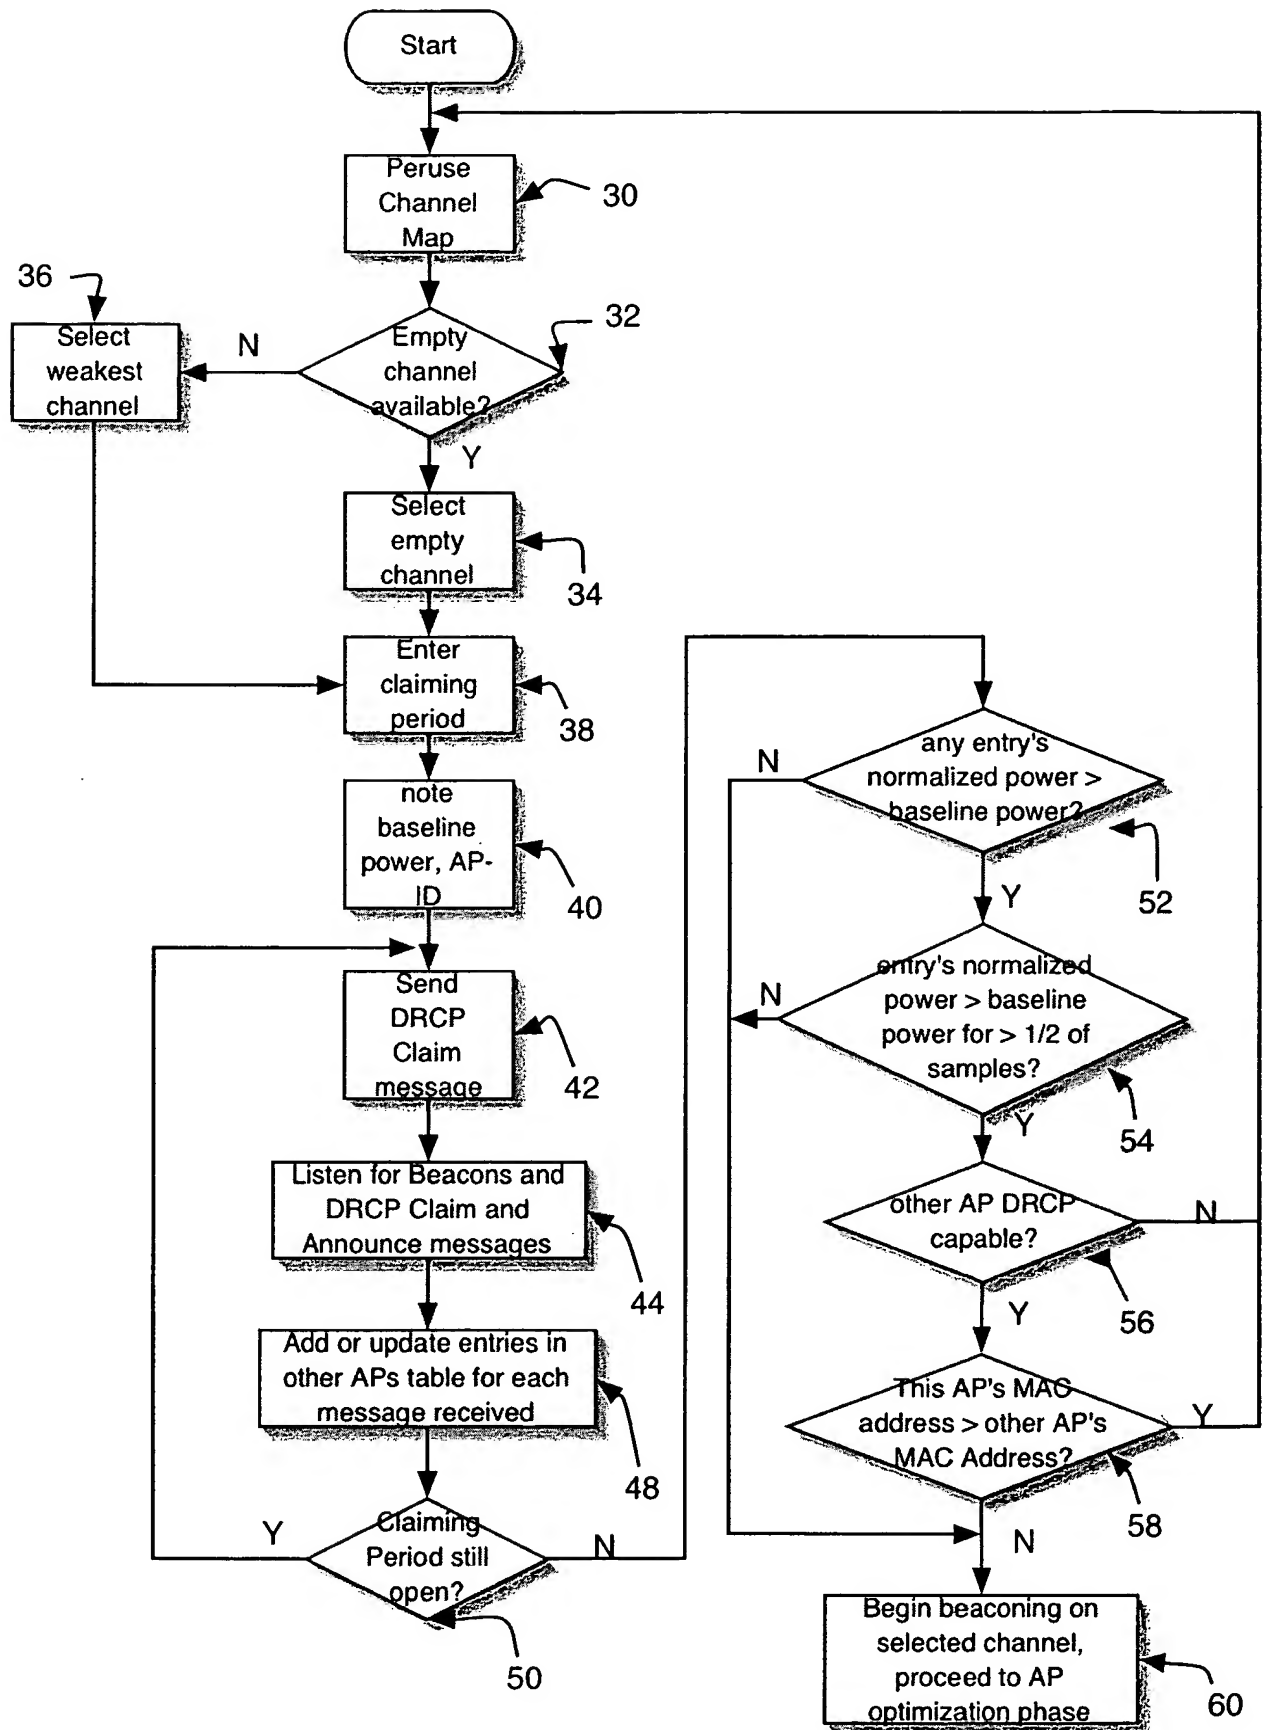 Start
Peruse
Channel
Map
30
36
Select
weakest
channel
N
Empty
channel
available?
32
Y
Select
empty
channel
34
Enter
claiming
period
38
note
baseline
power, AP-
ID
40
Send
DRCP
Claim
message
42
Listen for Beacons and
DRCP Claim and
Announce messages
44
Add or update entries in
other APs table for each
message received
48
Y
Claiming
Period still
open?
N
50
N
any entry's
normalized power >
baseline power?
52
Y
N
entry's normalized
power > baseline
power for > 1/2 of
samples?
54
Y
other AP DRCP
capable?
N
56
Y
This AP's MAC
address > other AP's
MAC Address?
Y
58
N
Begin beaconing on
selected channel,
proceed to AP
optimization phase
60